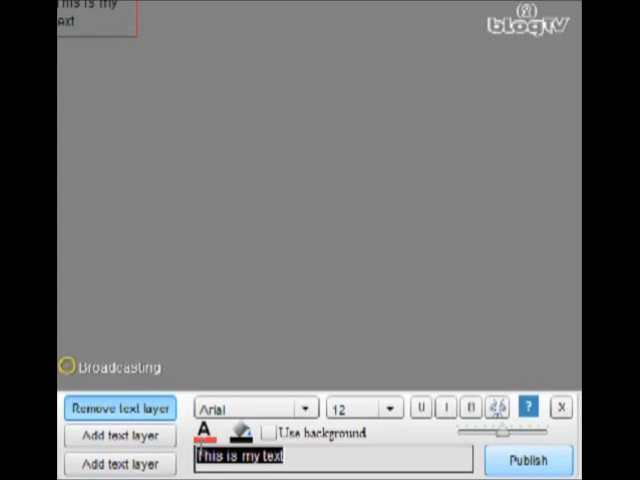 This is my
ext
blogTV
Broadcasting
Remove text layer
Arial
12
U
I
B
?
X
Add text layer
A
Use background
Add text layer
This is my text
Publish